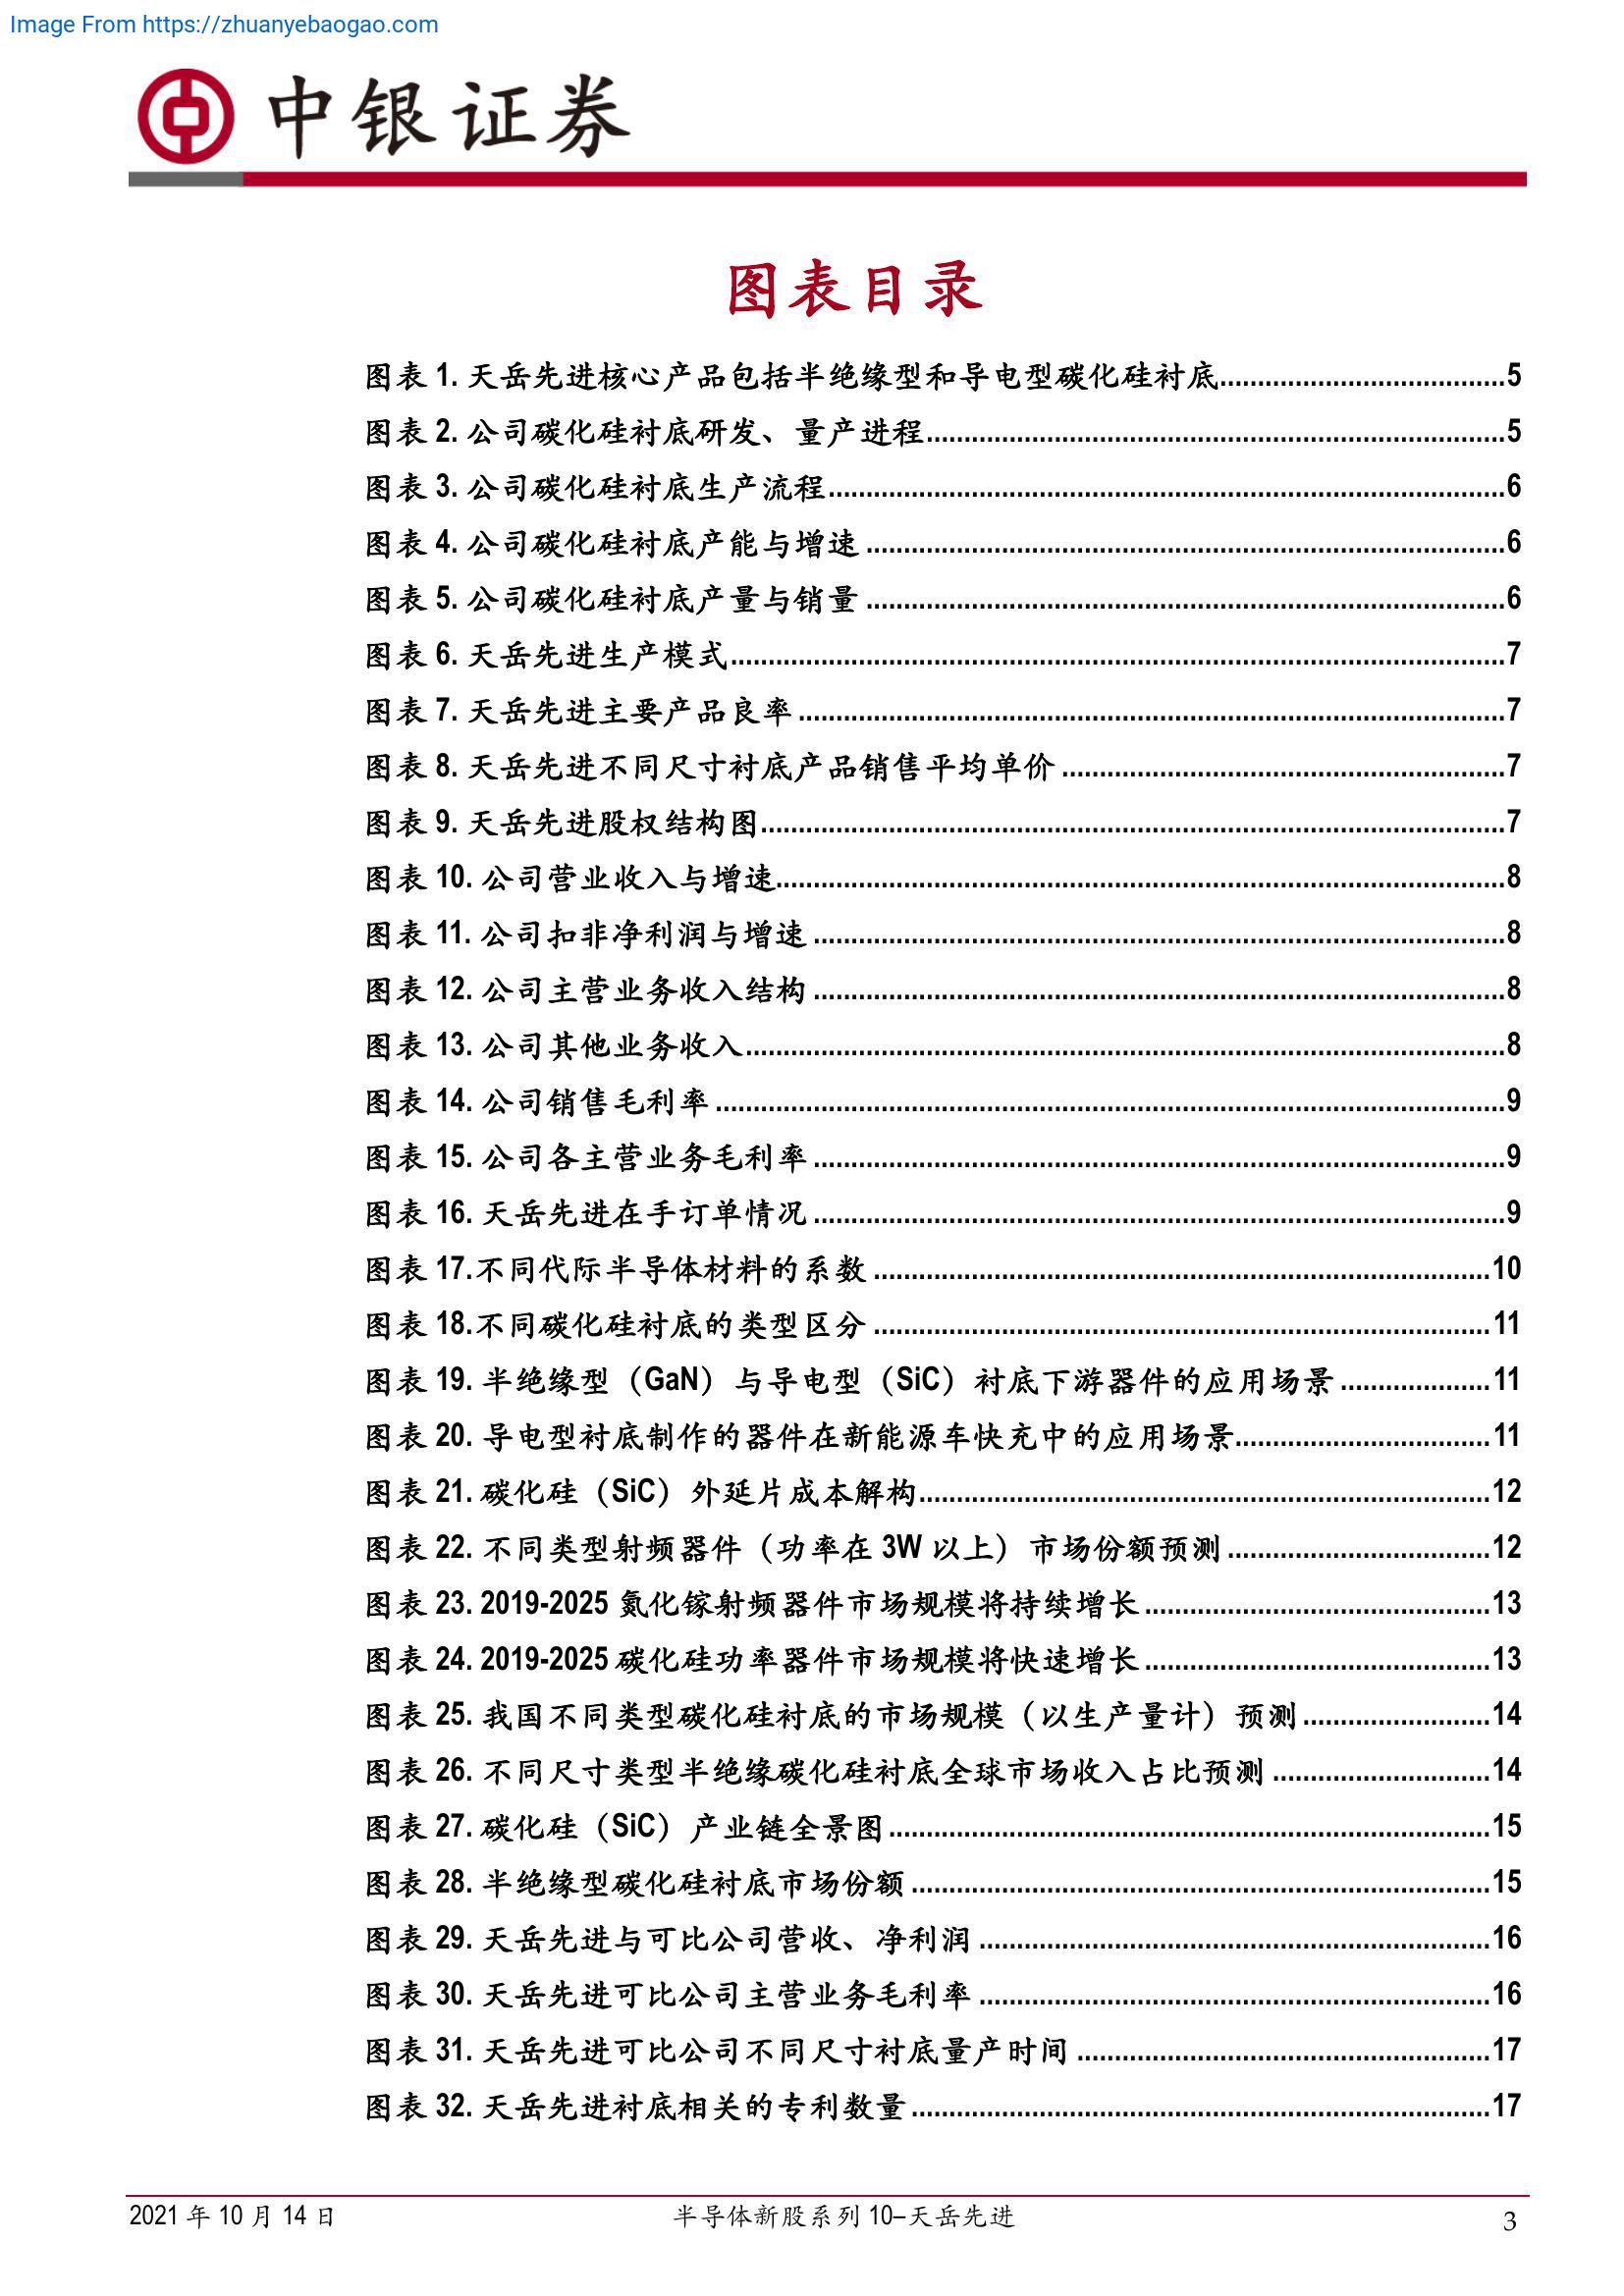 Image From https://zhuanyebaogao.com
中银证券
图表目录
图表 1. 天岳先进核心产品包括半绝缘型和导电型碳化硅衬底......................................5
图表 2. 公司碳化硅衬底研发、量产进程.............................................................................5
图表 3. 公司碳化硅衬底生产流程..........................................................................................6
图表 4. 公司碳化硅衬底产能与增速 .....................................................................................6
图表 5. 公司碳化硅衬底产量与销量 .....................................................................................6
图表 6. 天岳先进生产模式.......................................................................................................7
图表 7. 天岳先进主要产品良率 ..............................................................................................7
图表 8. 天岳先进不同尺寸衬底产品销售平均单价 ...........................................................7
图表 9. 天岳先进股权结构图...................................................................................................7
图表 10. 公司营业收入与增速.................................................................................................8
图表 11. 公司扣非净利润与增速 ............................................................................................8
图表 12. 公司主营业务收入结构 ............................................................................................8
图表 13. 公司其他业务收入.....................................................................................................8
图表 14. 公司销售毛利率 .........................................................................................................9
图表 15. 公司各主营业务毛利率 ............................................................................................9
图表 16. 天岳先进在手订单情况 ............................................................................................9
图表 17.不同代际半导体材料的系数 ..................................................................................10
图表 18.不同碳化硅衬底的类型区分 ..................................................................................11
图表 19. 半绝缘型（GaN）与导电型（SiC）衬底下游器件的应用场景 ....................11
图表 20. 导电型衬底制作的器件在新能源车快充中的应用场景..................................11
图表 21. 碳化硅（SiC）外延片成本解构............................................................................12
图表 22. 不同类型射频器件（功率在 3W 以上）市场份额预测 ...................................12
图表 23. 2019-2025 氮化镓射频器件市场规模将持续增长 ..............................................13
图表 24. 2019-2025 碳化硅功率器件市场规模将快速增长 ..............................................13
图表 25. 我国不同类型碳化硅衬底的市场规模（以生产量计）预测 .........................14
图表 26. 不同尺寸类型半绝缘碳化硅衬底全球市场收入占比预测 .............................14
图表 27. 碳化硅（SiC）产业链全景图 ................................................................................15
图表 28. 半绝缘型碳化硅衬底市场份额 .............................................................................15
图表 29. 天岳先进与可比公司营收、净利润 ....................................................................16
图表 30. 天岳先进可比公司主营业务毛利率 ....................................................................16
图表 31. 天岳先进可比公司不同尺寸衬底量产时间 .......................................................17
图表 32. 天岳先进衬底相关的专利数量 .............................................................................17
2021 年 10 月 14 日
半导体新股系列 10–天岳先进
3